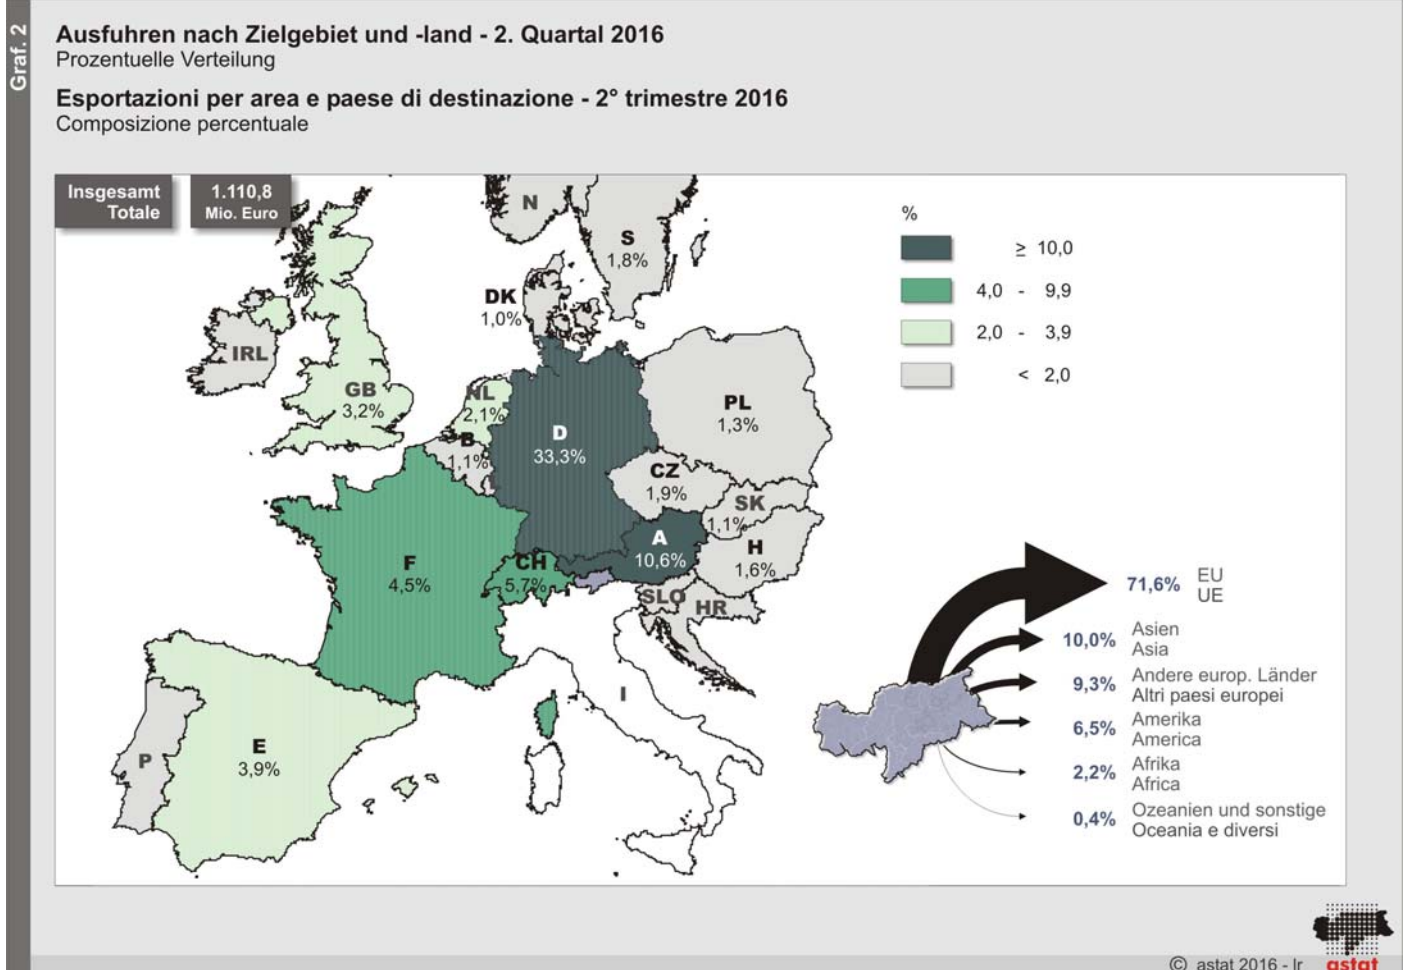 Graf. 2
Ausfuhren nach Zielgebiet und -land - 2. Quartal 2016
Prozentuelle Verteilung
Esportazioni per area e paese di destinazione - 2° trimestre 2016
Composizione percentuale
Insgesamt
Totale
1.110,8
Mio. Euro
N
S
1,8%
DK
1,0%
IRL
GB
3,2%
NL
2,1%
B
1,1%
D
33,3%
PL
1,3%
CZ
1,9%
SK
1,1%
A
10,6%
H
1,6%
F
4,5%
CH
5,7%
SLO
HR
I
P
E
3,9%
%
≥ 10,0
4,0 - 9,9
2,0 - 3,9
< 2,0
71,6% EU
UE
10,0% Asien
Asia
9,3% Andere europ. Länder
Altri paesi europei
6,5% Amerika
America
2,2% Afrika
Africa
0,4% Ozeanien und sonstige
Oceania e diversi
© astat 2016 - lr
astat